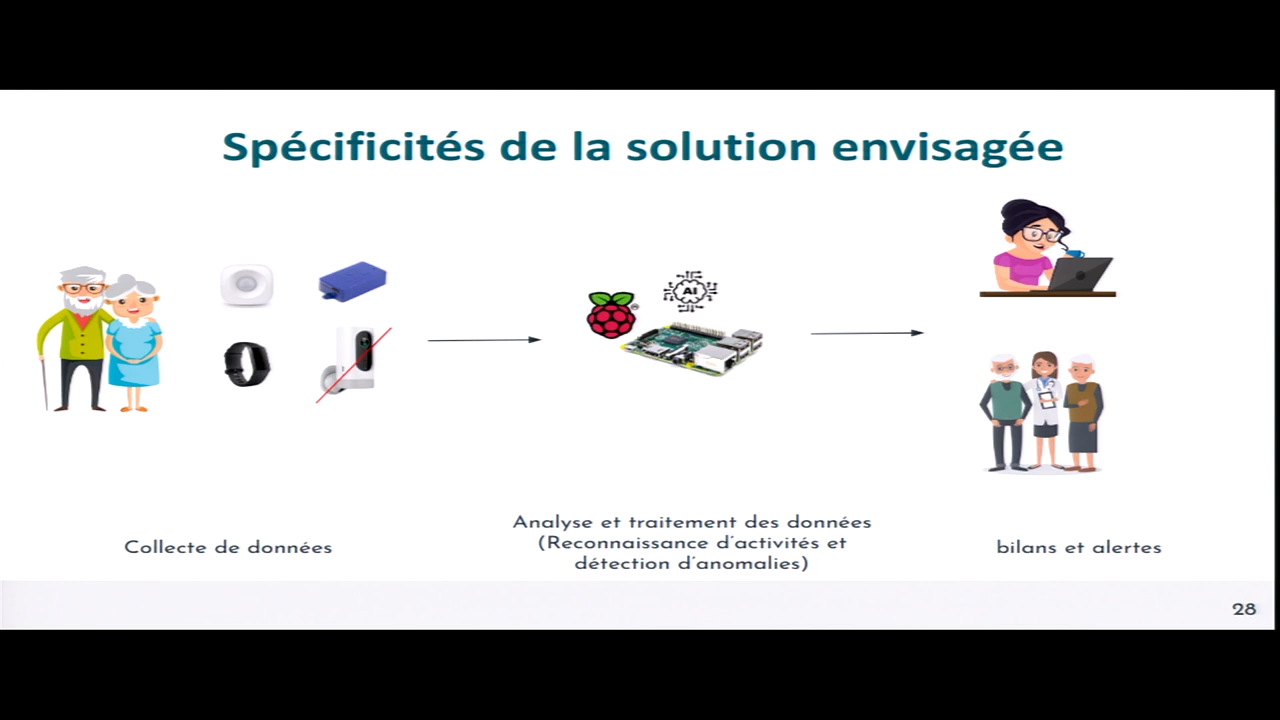 Spécificités de la solution envisagée
AI
®
Collecte de données
Analyse et traitement des données
(Reconnaissance d'activités et
détection d'anomalies)
bilans et alertes
28